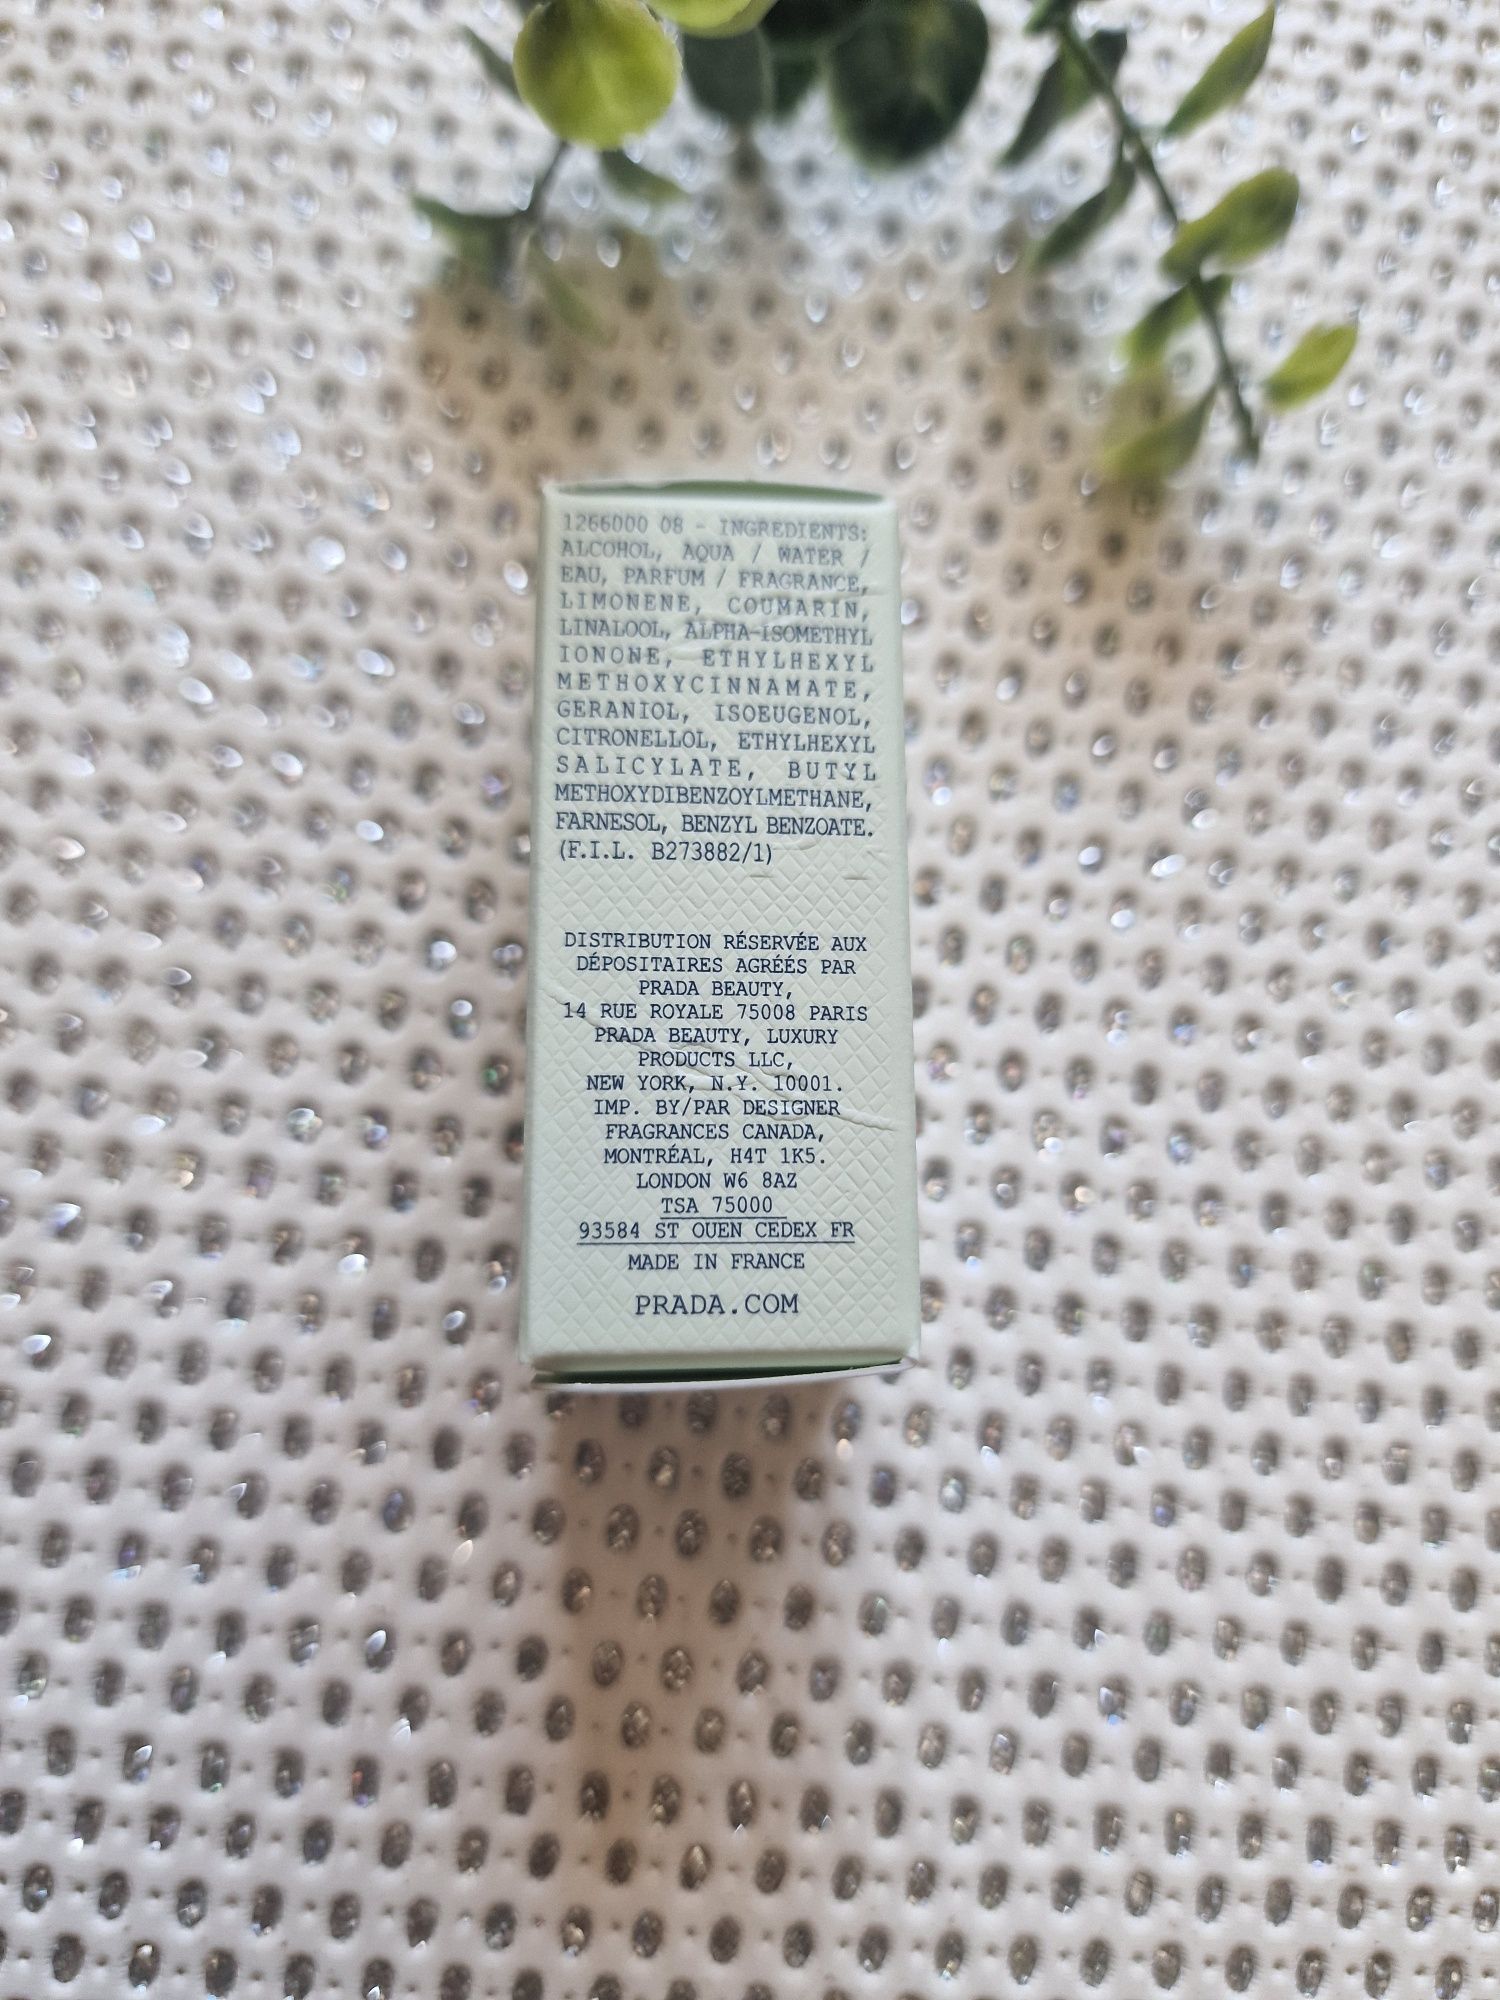 1266000 08 - INGREDIENTS:
ALCOHOL, AQUA / WATER /
EAU, PARFUM / FRAGRANCE,
LIMONENE, COUMARIN,
LINALOOL, ALPHA-ISOMETHYL
IONONE, ETHYLHEXYL
METHOXYCINNAMATE,
GERANIOL, ISOEUGENOL,
CITRONELLOL, ETHYLHEXYL
SALICYLATE, BUTYL
METHOXYDIBENZOYLMETHANE,
FARNESOL, BENZYL BENZOATE.
(F.I.L. B273882/1)
DISTRIBUTION RÉSERVÉE AUX
DÉPOSITAIRES AGRÉÉS PAR
PRADA BEAUTY,
14 RUE ROYALE 75008 PARIS
PRADA BEAUTY, LUXURY
PRODUCTS LLC,
NEW YORK, N.Y. 10001.
IMP. BY/PAR DESIGNER
FRAGRANCES CANADA,
MONTRÉAL, H4T 1K5.
LONDON W6 8AZ
TSA 75000
93584 ST OUEN CEDEX FR
MADE IN FRANCE
PRADA.COM